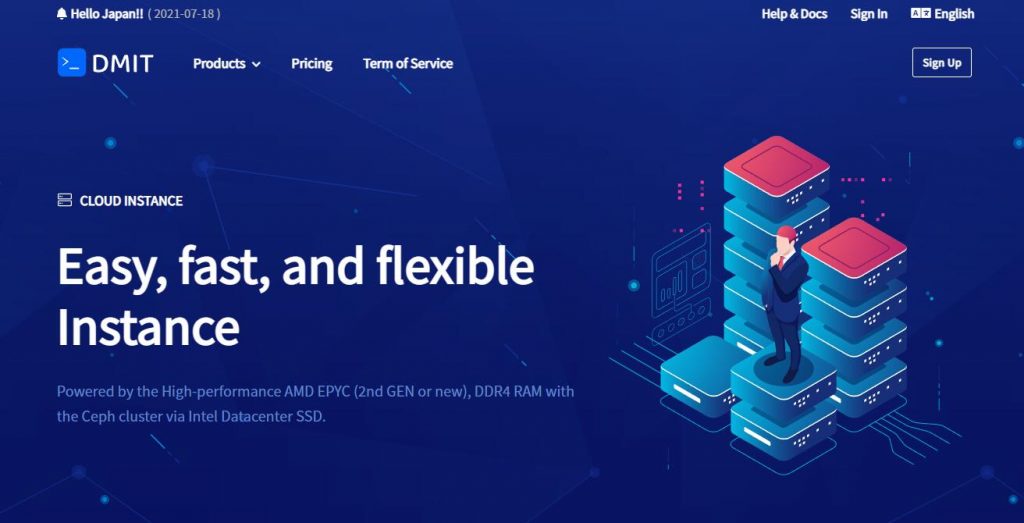 Hello Japan!! ( 2021-07-18 )
Help & Docs
Sign In
English
>_ DMIT
Products
Pricing
Term of Service
Sign Up
CLOUD INSTANCE
Easy, fast, and flexible
Instance
Powered by the High-performance AMD EPYC (2nd GEN or new), DDR4 RAM with
the Ceph cluster via Intel Datacenter SSD.